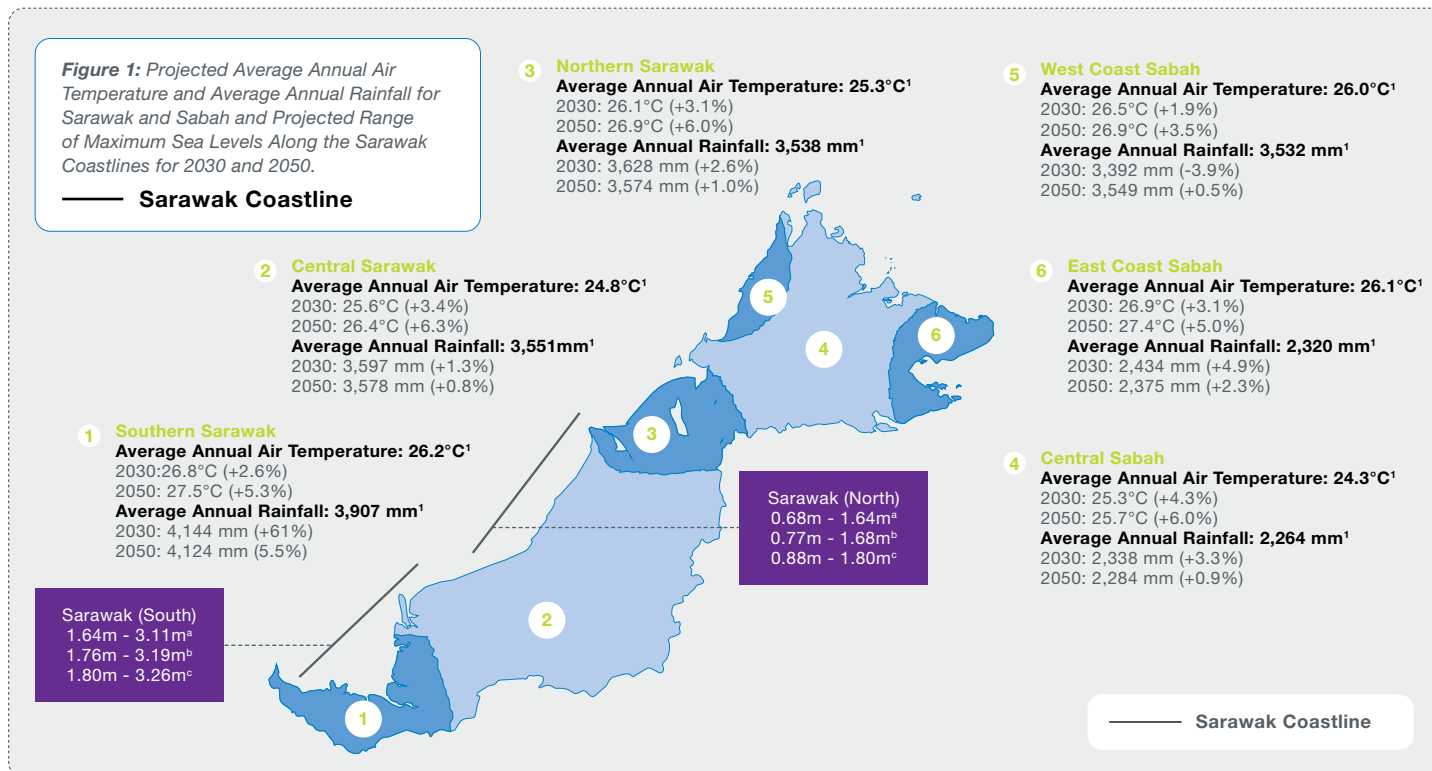 Figure 1: Projected Average Annual Air
Temperature and Average Annual Rainfall for
Sarawak and Sabah and Projected Range
of Maximum Sea Levels Along the Sarawak
Coastlines for 2030 and 2050.
Sarawak Coastline
3
Northern Sarawak
Average Annual Air Temperature: 25.3°C¹
2030: 26.1°C (+3.1%)
2050: 26.9°C (+6.0%)
Average Annual Rainfall: 3,538 mm¹
2030: 3,628 mm (+2.6%)
2050: 3,574 mm (+1.0%)
5
West Coast Sabah
Average Annual Air Temperature: 26.0°C¹
2030: 26.5°C (+1.9%)
2050: 26.9°C (+3.5%)
Average Annual Rainfall: 3,532 mm¹
2030: 3,392 mm (-3.9%)
2050: 3,549 mm (+0.5%)
2
Central Sarawak
Average Annual Air Temperature: 24.8°C¹
2030: 25.6°C (+3.4%)
2050: 26.4°C (+6.3%)
Average Annual Rainfall: 3,551mm¹
2030: 3,597 mm (+1.3%)
2050: 3,578 mm (+0.8%)
6
East Coast Sabah
Average Annual Air Temperature: 26.1°C¹
2030: 26.9°C (+3.1%)
2050: 27.4°C (+5.0%)
Average Annual Rainfall: 2,320 mm¹
2030: 2,434 mm (+4.9%)
2050: 2,375 mm (+2.3%)
1
Southern Sarawak
Average Annual Air Temperature: 26.2°C¹
2030:26.8°C (+2.6%)
2050: 27.5°C (+5.3%)
Average Annual Rainfall: 3,907 mm¹
2030: 4,144 mm (+61%)
2050: 4,124 mm (5.5%)
4
Central Sabah
Average Annual Air Temperature: 24.3°C¹
2030: 25.3°C (+4.3%)
2050: 25.7°C (+6.0%)
Average Annual Rainfall: 2,264 mm¹
2030: 2,338 mm (+3.3%)
2050: 2,284 mm (+0.9%)
5
6
4
3
2
1
Sarawak (North)
0.68m - 1.64mᵃ
0.77m - 1.68mᵇ
0.88m - 1.80mᶜ
Sarawak (South)
1.64m - 3.11mᵃ
1.76m - 3.19mᵇ
1.80m - 3.26mᶜ
Sarawak Coastline